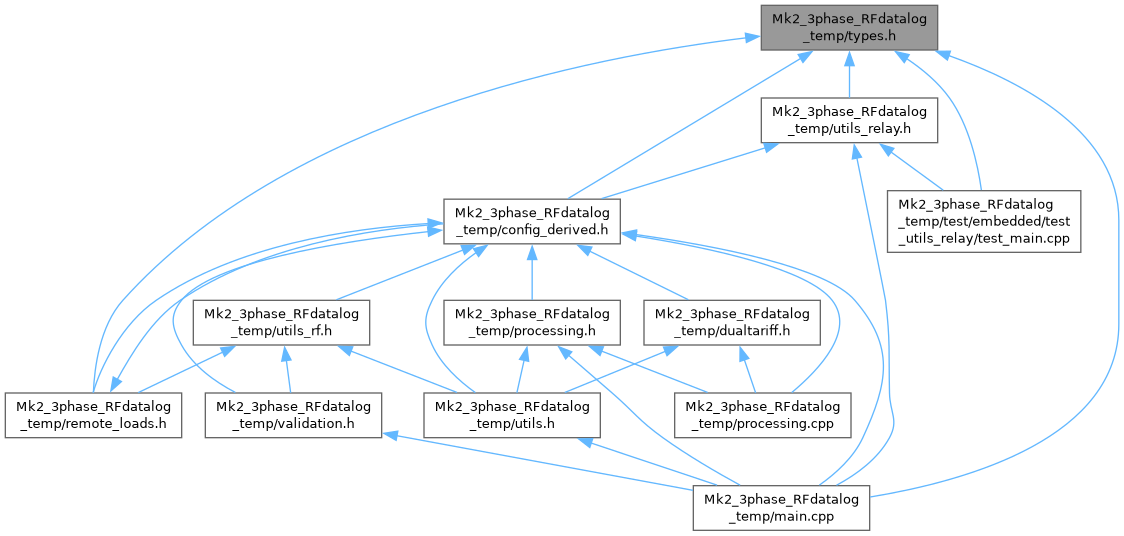 Mk2_3phase_RFdatalog
_temp/types.h
Mk2_3phase_RFdatalog
_temp/utils_relay.h
Mk2_3phase_RFdatalog
_temp/test/embedded/test
_utils_relay/test_main.cpp
Mk2_3phase_RFdatalog
_temp/config_derived.h
Mk2_3phase_RFdatalog
_temp/utils_rf.h
Mk2_3phase_RFdatalog
_temp/processing.h
Mk2_3phase_RFdatalog
_temp/dualtariff.h
Mk2_3phase_RFdatalog
_temp/remote_loads.h
Mk2_3phase_RFdatalog
_temp/validation.h
Mk2_3phase_RFdatalog
_temp/utils.h
Mk2_3phase_RFdatalog
_temp/processing.cpp
Mk2_3phase_RFdatalog
_temp/main.cpp